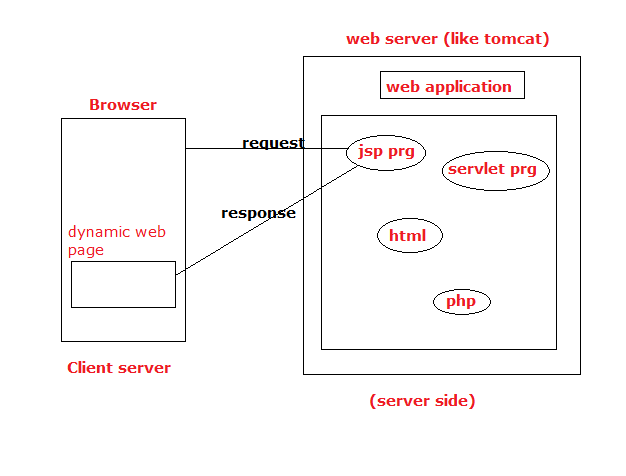 web server (like tomcat)
web application
Browser
request
jsp prg
servlet prg
response
dynamic web
page
html
php
Client server
(server side)